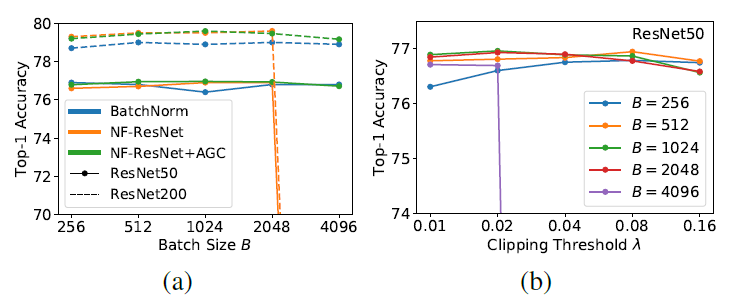 80
78
76
74
72
70
Top-1 Accuracy
BatchNorm
NF-ResNet
NF-ResNet+AGC
ResNet50
ResNet200
256 512 1024 2048 4096
Batch Size B
(a)
ResNet50
77
76
75
74
Top-1 Accuracy
B = 256
B = 512
B = 1024
B = 2048
B = 4096
0.01 0.02 0.04 0.08 0.16
Clipping Threshold λ
(b)